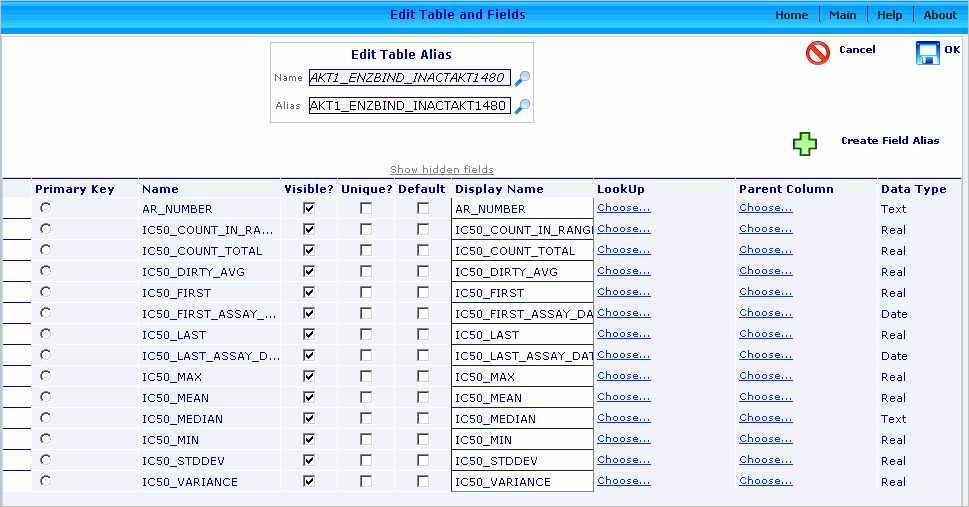 Edit Table and Fields
Home Main Help About
Edit Table Alias
Name AKT1_ENZBIND_INACTAKT1480
Alias AKT1_ENZBIND_INACTAKT1480
Cancel OK
Create Field Alias
Show hidden fields
Primary Key Name Visible? Unique? Default Display Name LookUp Parent Column Data Type
AR_NUMBER AR_NUMBER Choose... Choose... Text
IC50_COUNT_IN_RA... IC50_COUNT_IN_RANGE Choose... Choose... Real
IC50_COUNT_TOTAL IC50_COUNT_TOTAL Choose... Choose... Real
IC50_DIRTY_AVG IC50_DIRTY_AVG Choose... Choose... Real
IC50_FIRST IC50_FIRST Choose... Choose... Real
IC50_FIRST_ASSAY_... IC50_FIRST_ASSAY_DA Choose... Choose... Date
IC50_LAST IC50_LAST Choose... Choose... Real
IC50_LAST_ASSAY_D... IC50_LAST_ASSAY_DAT Choose... Choose... Date
IC50_MAX IC50_MAX Choose... Choose... Real
IC50_MEAN IC50_MEAN Choose... Choose... Real
IC50_MEDIAN IC50_MEDIAN Choose... Choose... Text
IC50_MIN IC50_MIN Choose... Choose... Real
IC50_STDDEV IC50_STDDEV Choose... Choose... Real
IC50_VARIANCE IC50_VARIANCE Choose... Choose... Real